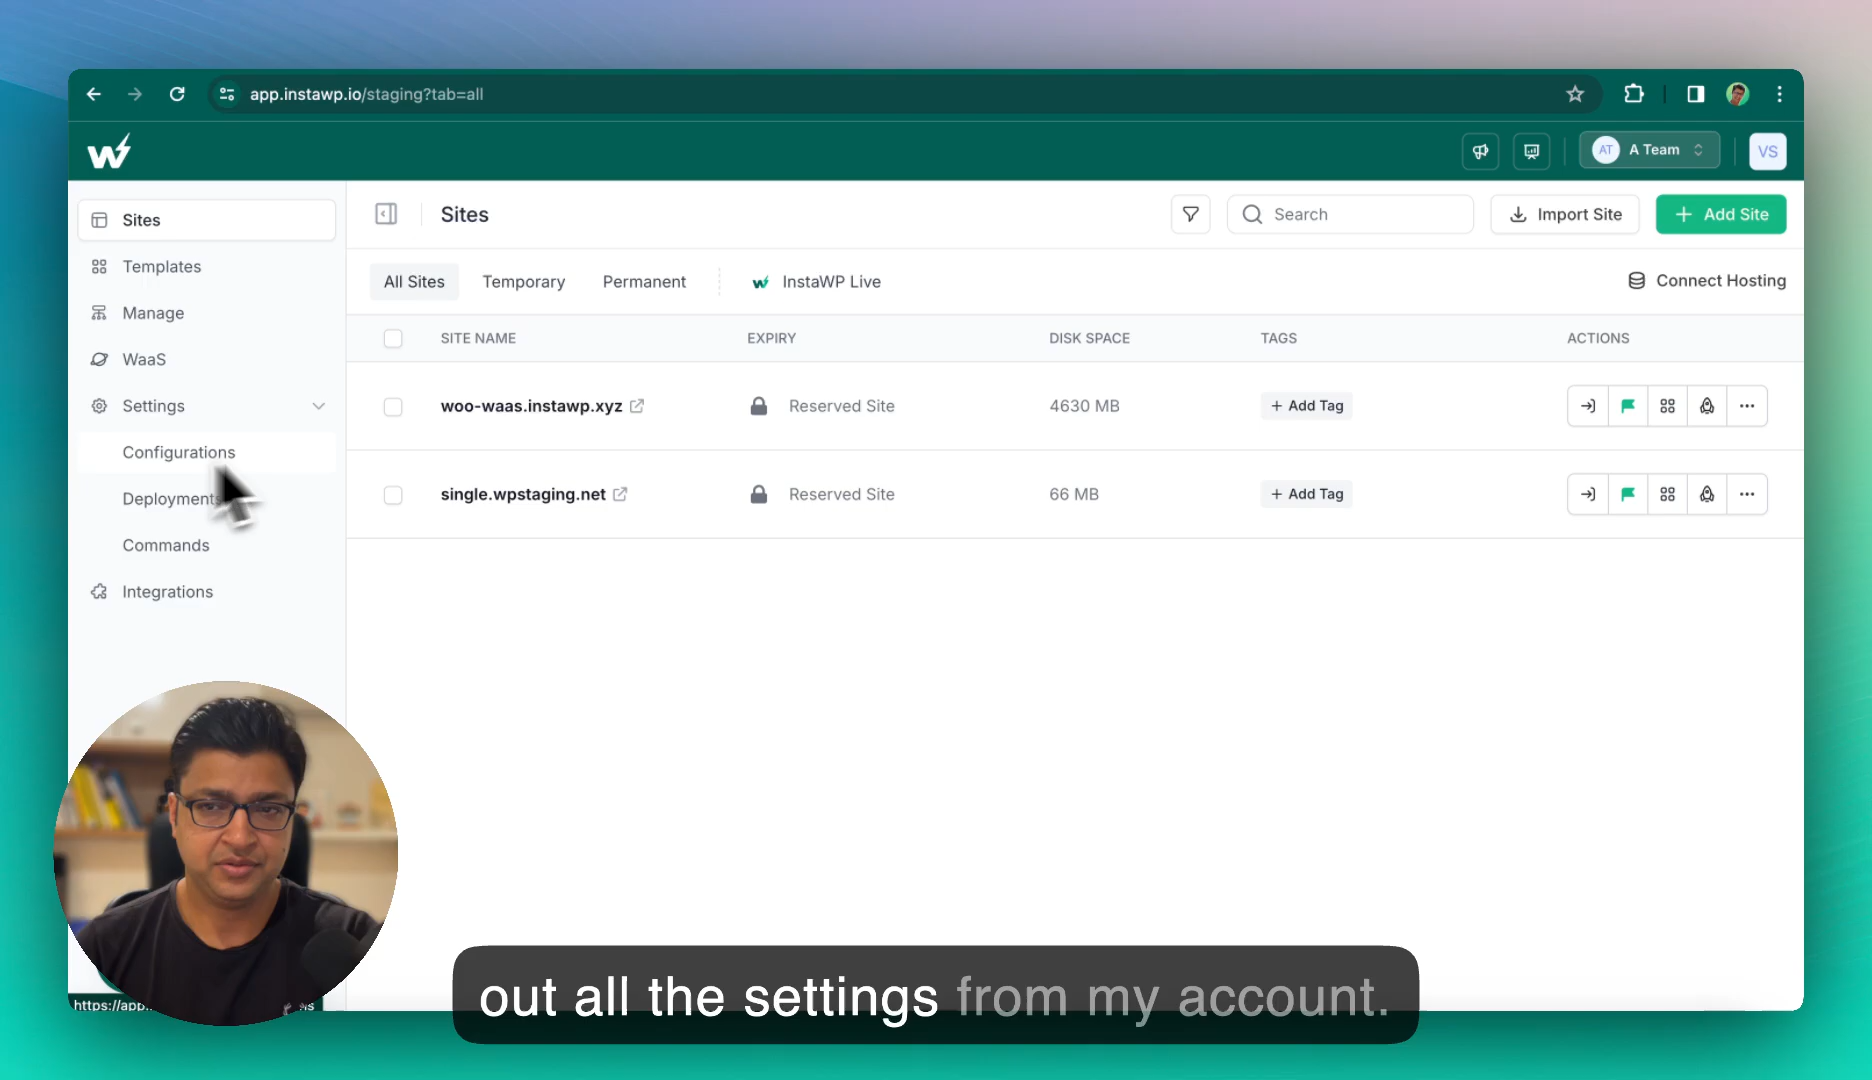 app.instawp.io/staging?tab=all
AT A Team
VS
Sites
Templates
Manage
WaaS
Settings
Configurations
Deployments
Commands
Integrations
Sites
Search
Import Site
Add Site
All Sites
Temporary
Permanent
InstaWP Live
Connect Hosting
SITE NAME EXPIRY DISK SPACE TAGS ACTIONS
woo-waas.instawp.xyz Reserved Site 4630 MB + Add Tag
single.wpstaging.net Reserved Site 66 MB + Add Tag
https://app.
out all the settings from my account.